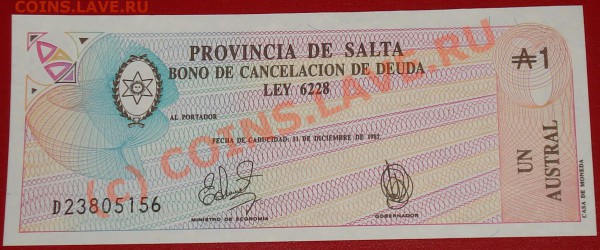 COINS.LAVE.RU
PROVINCIA DE SALTA
BONO DE CANCELACION DE DEUDA
LEY 6228
₳1
AL PORTADOR
FECHA DE CADUCIDAD: 31 DE DICIEMBRE DE 1987
UN
AUSTRAL
CASA DE MONEDA
D23805156
MINISTRO DE ECONOMIA
GOBERNADOR
(c) COINS.LAVE.RU